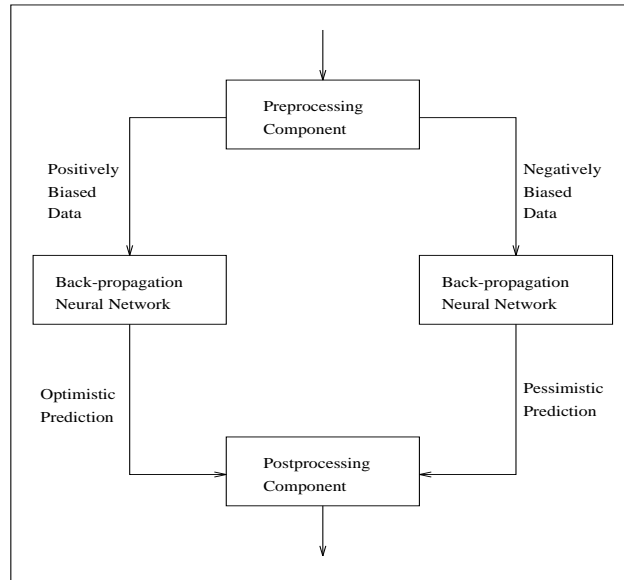 Preprocessing
Component
Positively
Biased
Data
Negatively
Biased
Data
Back-propagation
Neural Network
Back-propagation
Neural Network
Optimistic
Prediction
Pessimistic
Prediction
Postprocessing
Component